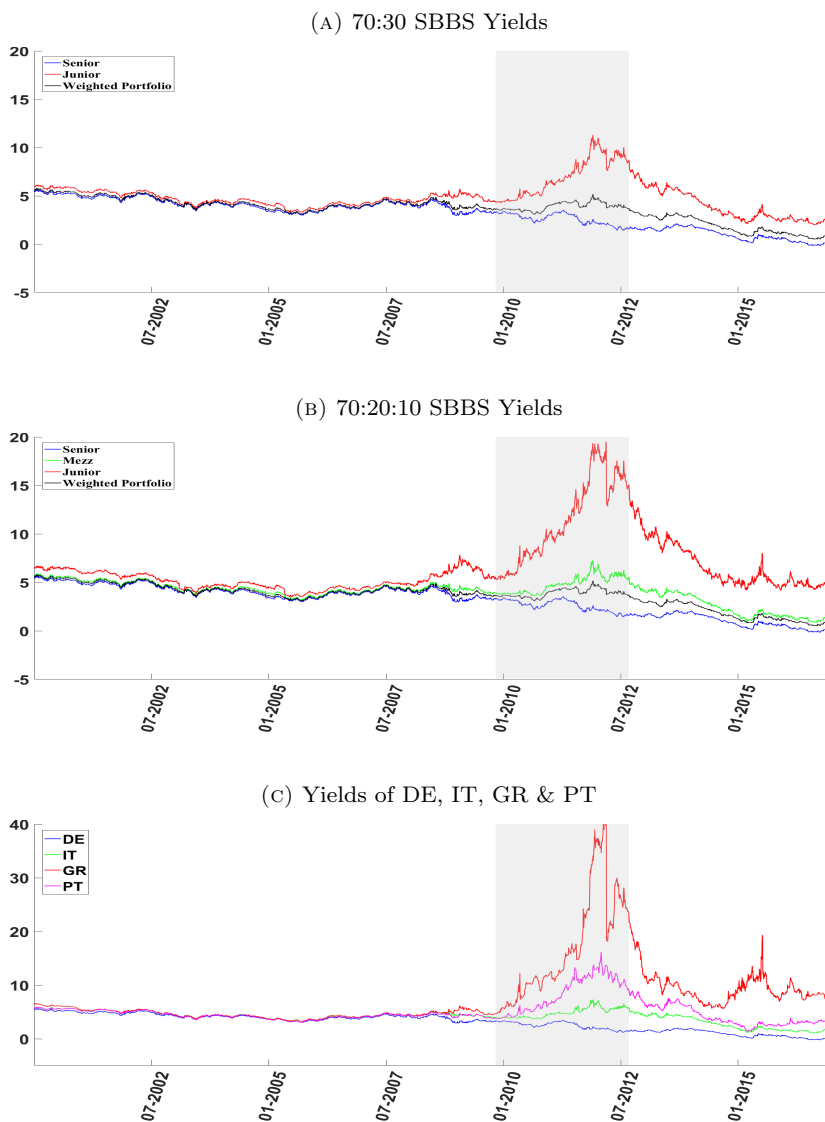 (A) 70:30 SBBS Yields
20
15
10
5
0
-5
Senior
Junior
Weighted Portfolio
07-2002
01-2005
07-2007
01-2010
07-2012
01-2015
(B) 70:20:10 SBBS Yields
20
15
10
5
0
-5
Senior
Mezz
Junior
Weighted Portfolio
07-2002
01-2005
07-2007
01-2010
07-2012
01-2015
(C) Yields of DE, IT, GR & PT
40
30
20
10
0
DE
IT
GR
PT
07-2002
01-2005
07-2007
01-2010
07-2012
01-2015